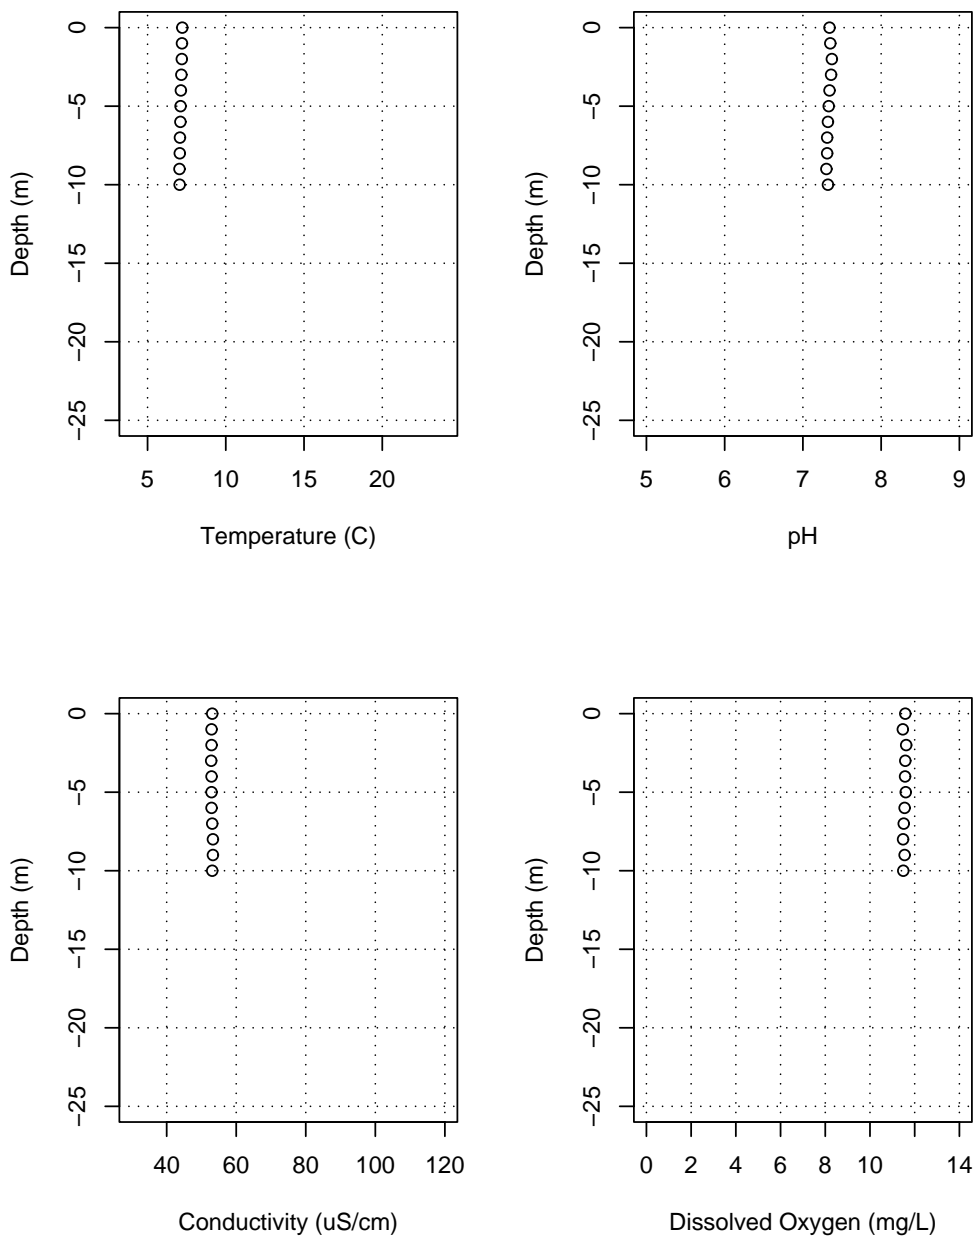 0
−5
−10
−15
−20
−25
Depth (m)
5 10 15 20
Temperature (C)
0
−5
−10
−15
−20
−25
Depth (m)
5 6 7 8 9
pH
0
−5
−10
−15
−20
−25
Depth (m)
40 60 80 100 120
Conductivity (uS/cm)
0
−5
−10
−15
−20
−25
Depth (m)
0 2 4 6 8 10 14
Dissolved Oxygen (mg/L)